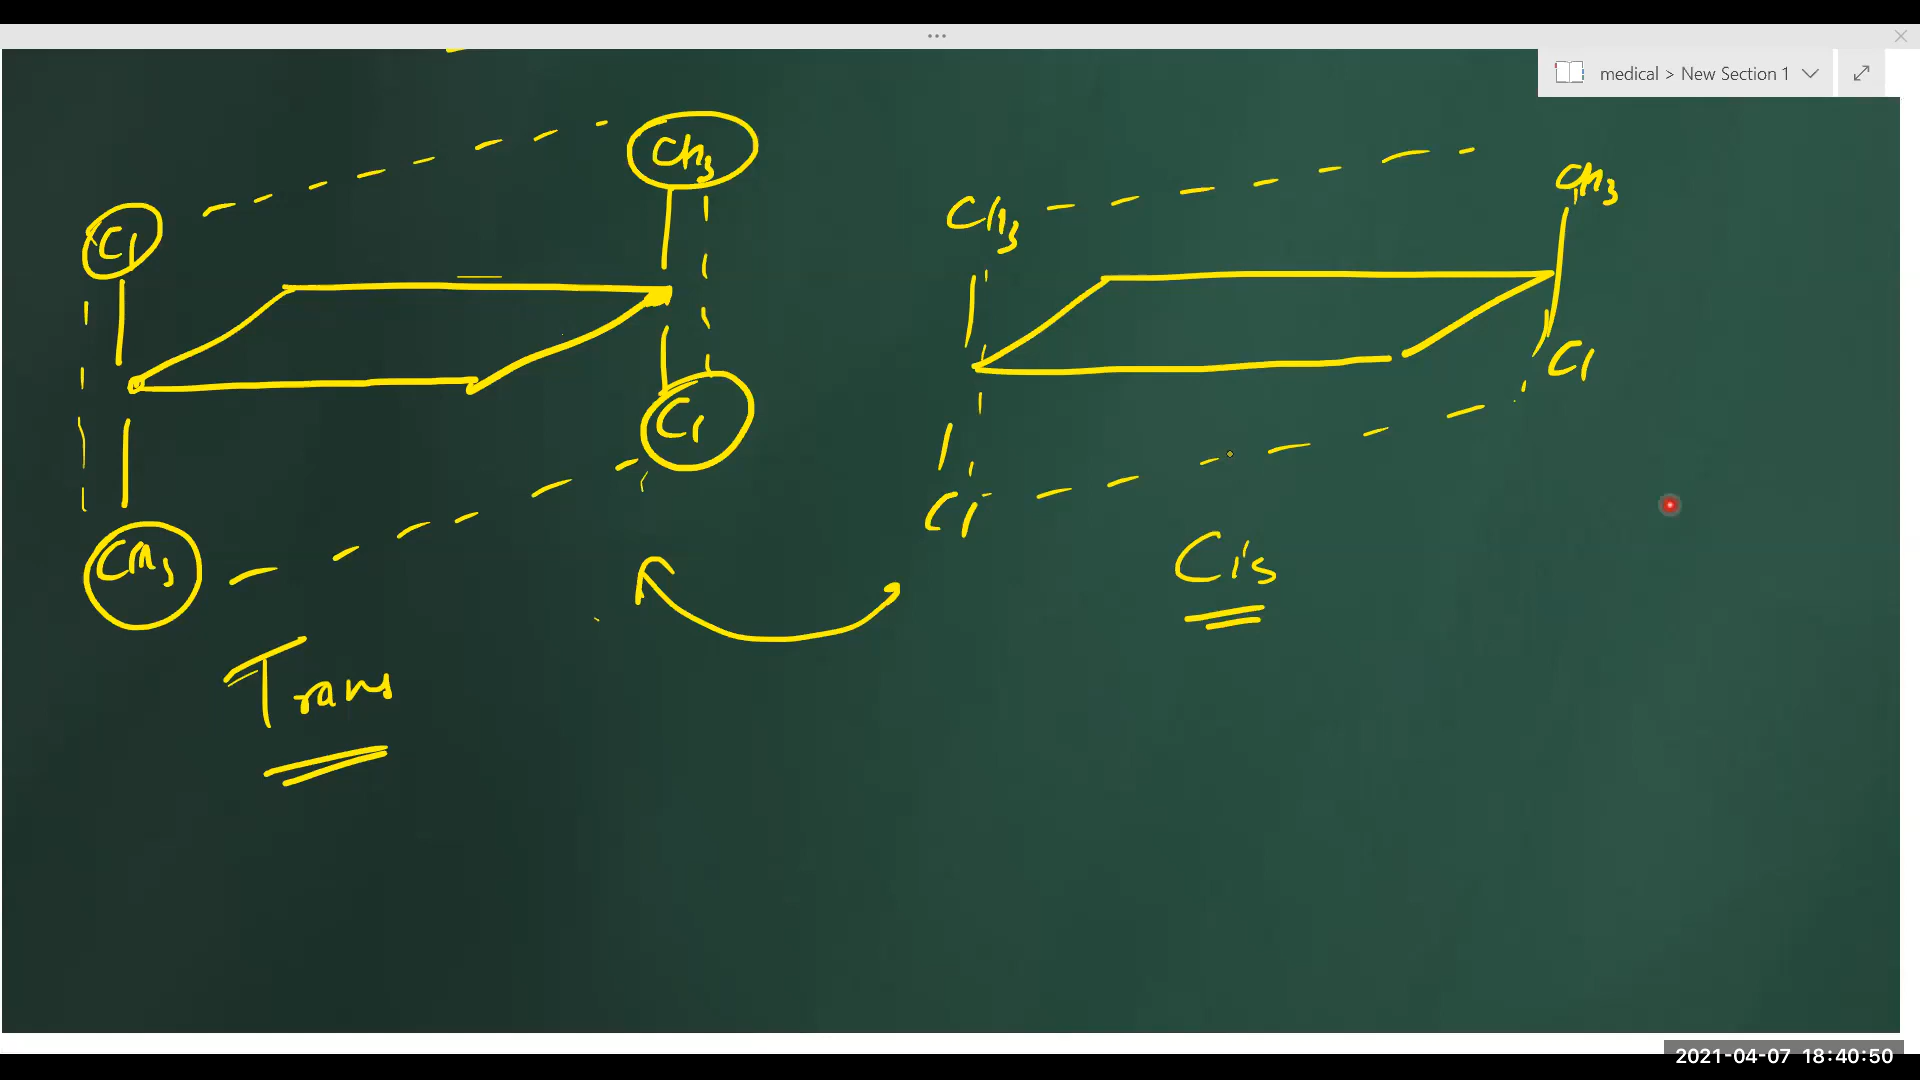 medical > New Section 1
CH3
Cl
Cl
CH3
Trans
CH3
CH3
Cl
Cl
Cis
2021-04-07 18:40:50